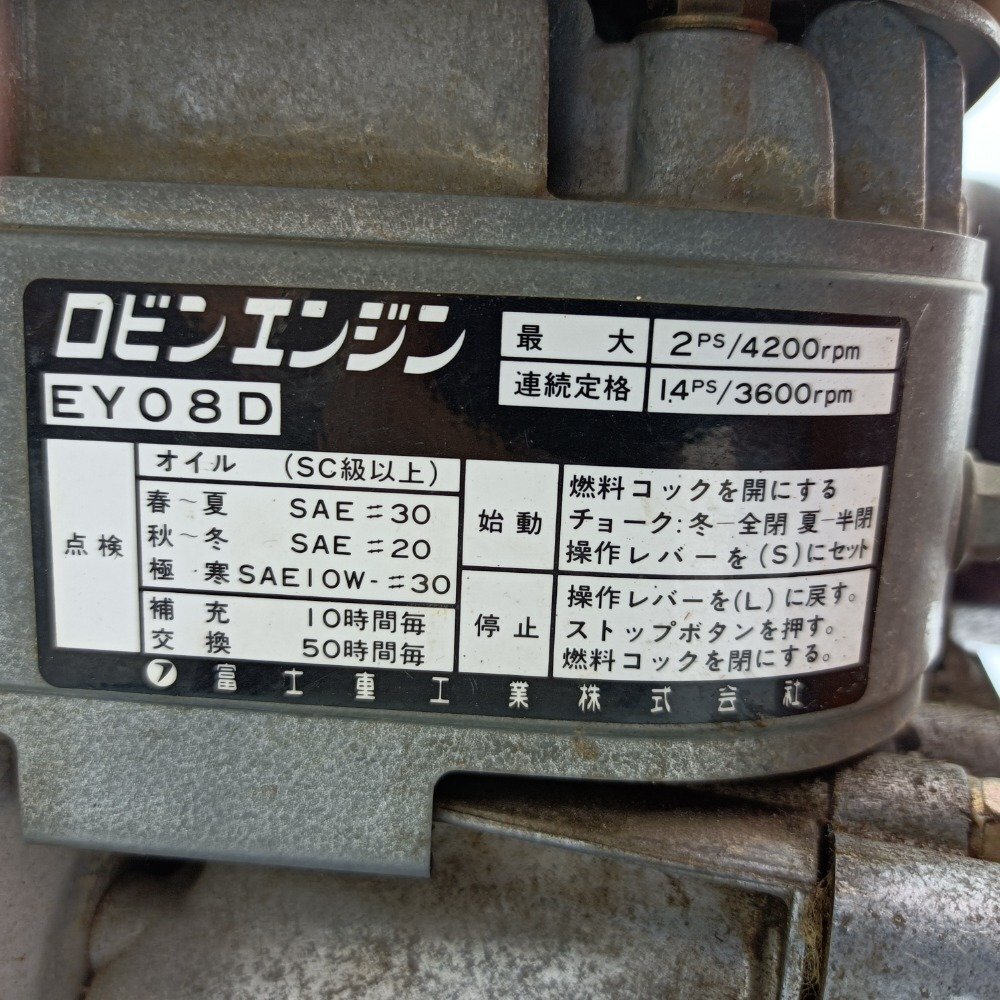 ロビンエンジン
EY08D
最 大 2PS/4200rpm
連続定格 1.4PS/3600rpm
点検
オイル (SC級以上)
春～夏 SAE #30
秋～冬 SAE #20
極 寒 SAE10W-#30
補 充 10時間毎
交 換 50時間毎
始動
燃料コックを開にする
チョーク:冬―全閉 夏―半閉
操作レバーを(S)にセット
停止
操作レバーを(L)に戻す。
ストップボタンを押す。
燃料コックを閉にする。
富士重工業株式会社